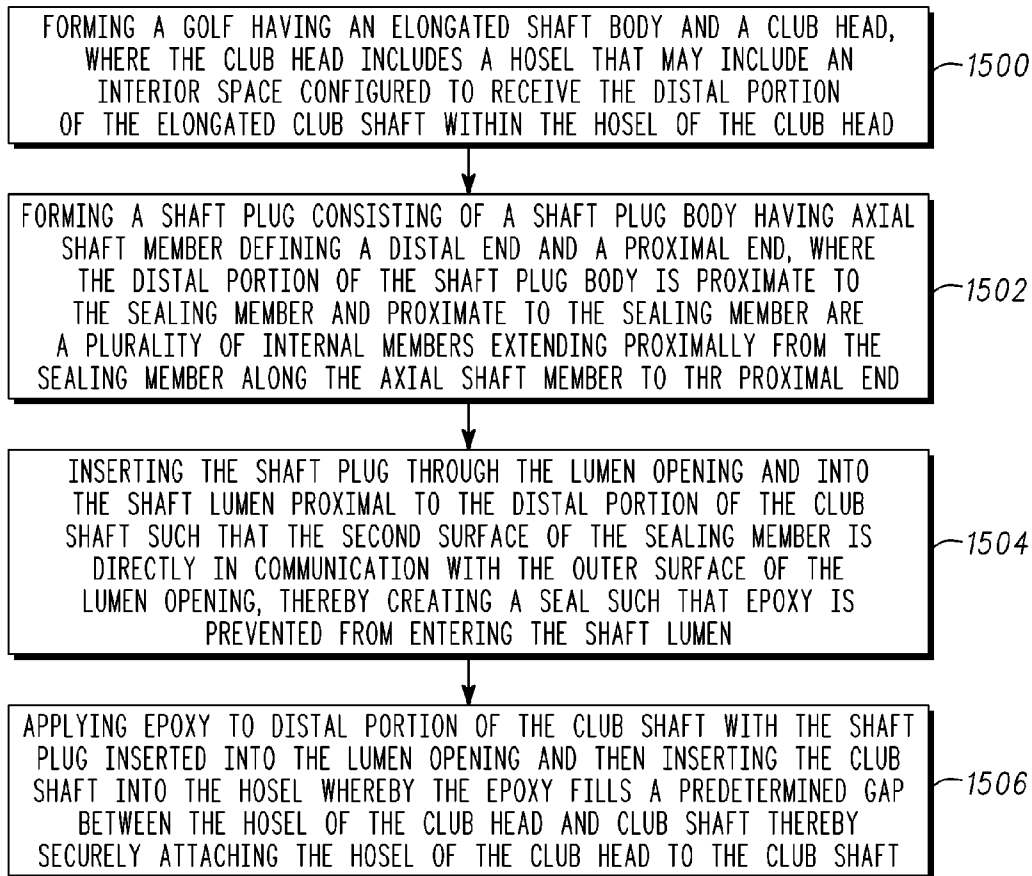 FORMING A GOLF HAVING AN ELONGATED SHAFT BODY AND A CLUB HEAD,
WHERE THE CLUB HEAD INCLUDES A HOSEL THAT MAY INCLUDE AN
INTERIOR SPACE CONFIGURED TO RECEIVE THE DISTAL PORTION
OF THE ELONGATED CLUB SHAFT WITHIN THE HOSEL OF THE CLUB HEAD
1500
FORMING A SHAFT PLUG CONSISTING OF A SHAFT PLUG BODY HAVING AXIAL
SHAFT MEMBER DEFINING A DISTAL END AND A PROXIMAL END, WHERE
THE DISTAL PORTION OF THE SHAFT PLUG BODY IS PROXIMATE TO
THE SEALING MEMBER AND PROXIMATE TO THE SEALING MEMBER ARE
A PLURALITY OF INTERNAL MEMBERS EXTENDING PROXIMALLY FROM THE
SEALING MEMBER ALONG THE AXIAL SHAFT MEMBER TO THR PROXIMAL END
1502
INSERTING THE SHAFT PLUG THROUGH THE LUMEN OPENING AND INTO
THE SHAFT LUMEN PROXIMAL TO THE DISTAL PORTION OF THE CLUB
SHAFT SUCH THAT THE SECOND SURFACE OF THE SEALING MEMBER IS
DIRECTLY IN COMMUNICATION WITH THE OUTER SURFACE OF THE
LUMEN OPENING, THEREBY CREATING A SEAL SUCH THAT EPOXY IS
PREVENTED FROM ENTERING THE SHAFT LUMEN
1504
APPLYING EPOXY TO DISTAL PORTION OF THE CLUB SHAFT WITH THE SHAFT
PLUG INSERTED INTO THE LUMEN OPENING AND THEN INSERTING THE CLUB
SHAFT INTO THE HOSEL WHEREBY THE EPOXY FILLS A PREDETERMINED GAP
BETWEEN THE HOSEL OF THE CLUB HEAD AND CLUB SHAFT THEREBY
SECURELY ATTACHING THE HOSEL OF THE CLUB HEAD TO THE CLUB SHAFT
1506